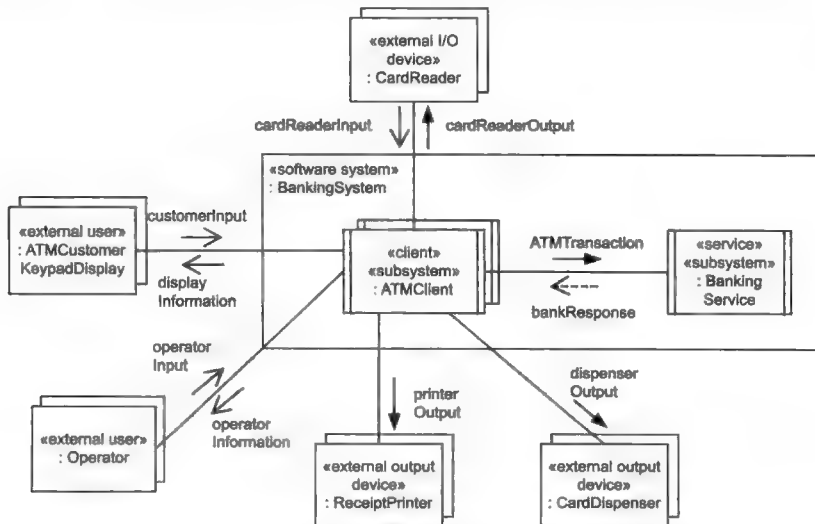 «external I/O
device»
: CardReader
cardReaderInput
cardReaderOutput
«software system»
: BankingSystem
«external user»
: ATMCustomer
KeypadDisplay
customerInput
display
Information
«client»
«subsystem»
: ATMClient
ATMTransaction
bankResponse
«service»
«subsystem»
: Banking
Service
operator
Input
operator
Information
printer
Output
dispenser
Output
«external user»
: Operator
«external output
device»
: ReceiptPrinter
«external output
device»
: CardDispenser